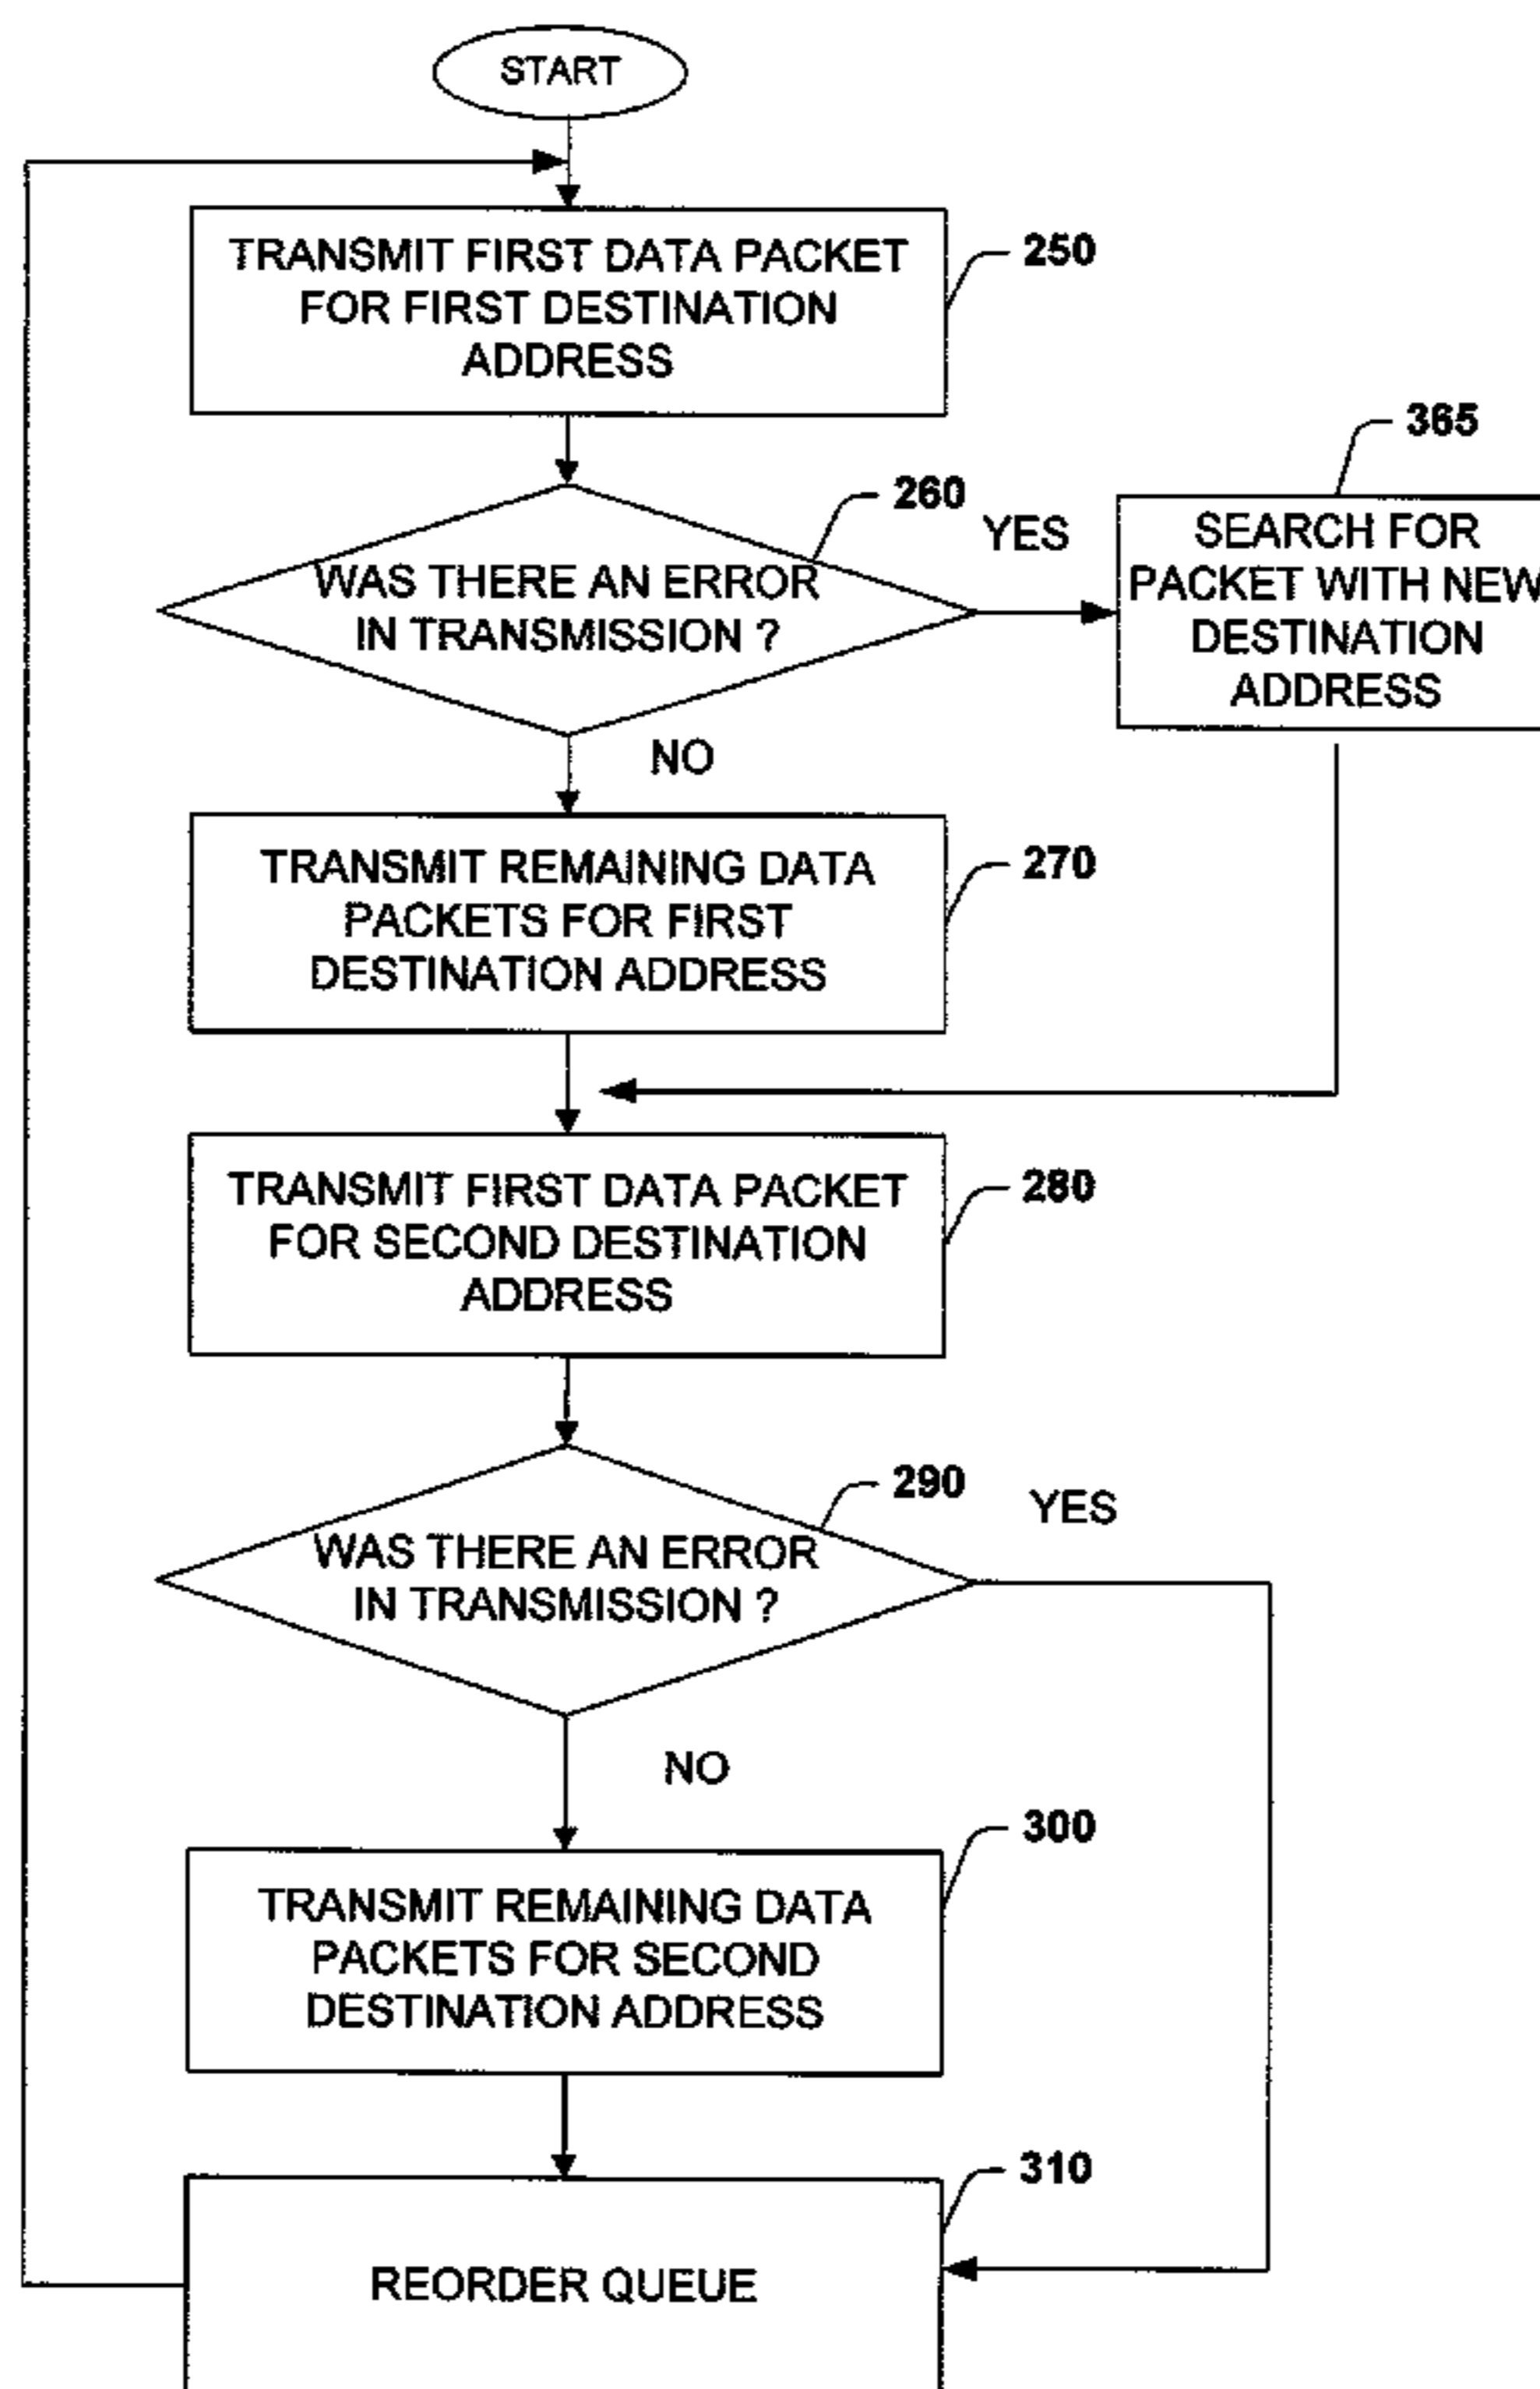 START
TRANSMIT FIRST DATA PACKET
FOR FIRST DESTINATION
ADDRESS
250
365
260
YES
SEARCH FOR
PACKET WITH NEW
DESTINATION
ADDRESS
WAS THERE AN ERROR
IN TRANSMISSION ?
NO
TRANSMIT REMAINING DATA
PACKETS FOR FIRST
DESTINATION ADDRESS
270
TRANSMIT FIRST DATA PACKET
FOR SECOND DESTINATION
ADDRESS
280
290
YES
WAS THERE AN ERROR
IN TRANSMISSION ?
NO
300
TRANSMIT REMAINING DATA
PACKETS FOR SECOND
DESTINATION ADDRESS
310
REORDER QUEUE